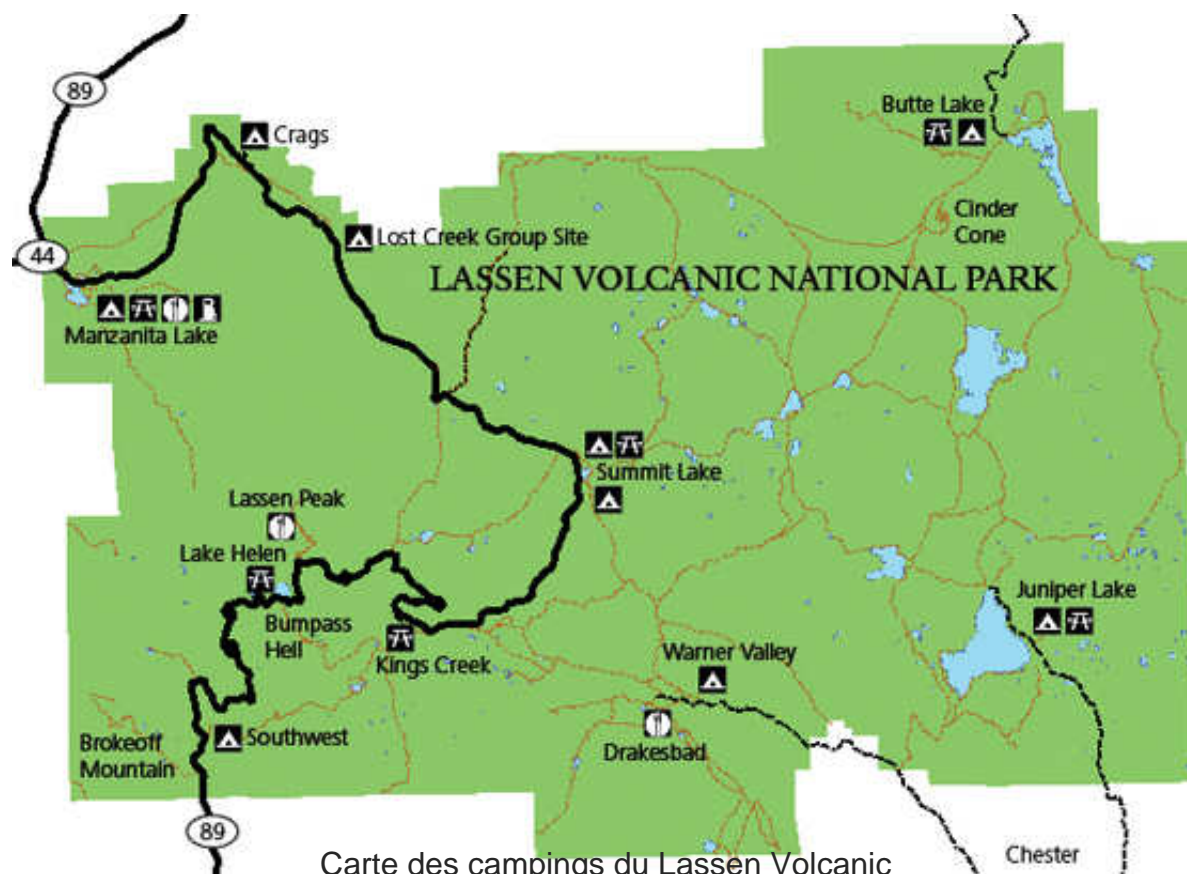 89
Crags
Butte Lake
Cinder
Cone
Lost Creek Group Site
44
LASSEN VOLCANIC NATIONAL PARK
Manzanita Lake
Summit Lake
Lassen Peak
Lake Helen
Bumpass
Hell
Kings Creek
Juniper Lake
Warner Valley
Southwest
Brokeoff
Mountain
Drakesbad
89
Chester
Carte des campings du Lassen Volcanic